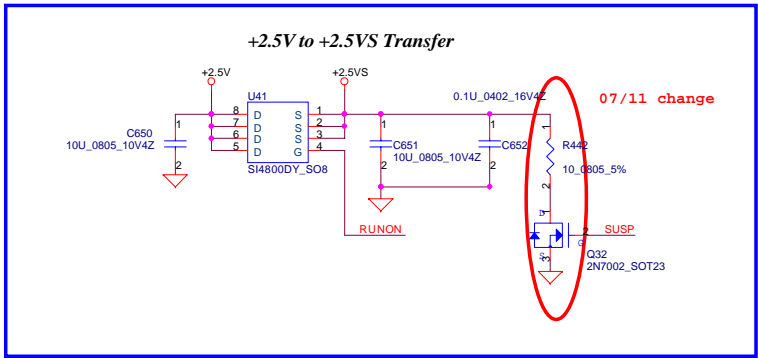 +2.5V to +2.5VS Transfer
+2.5V
+2.5VS
U41
0.1U_0402_16V4Z
07/11 change
8 D S 1
7 D S 2
6 D S 3
5 D G 4
SI4800DY_SO8
1
C650
10U_0805_10V4Z
2
1
C651
10U_0805_10V4Z
2
1
C652
2
1
R442
10_0805_5%
2
RUNON
1
D
2
G
SUSP
S
3
Q32
2N7002_SOT23